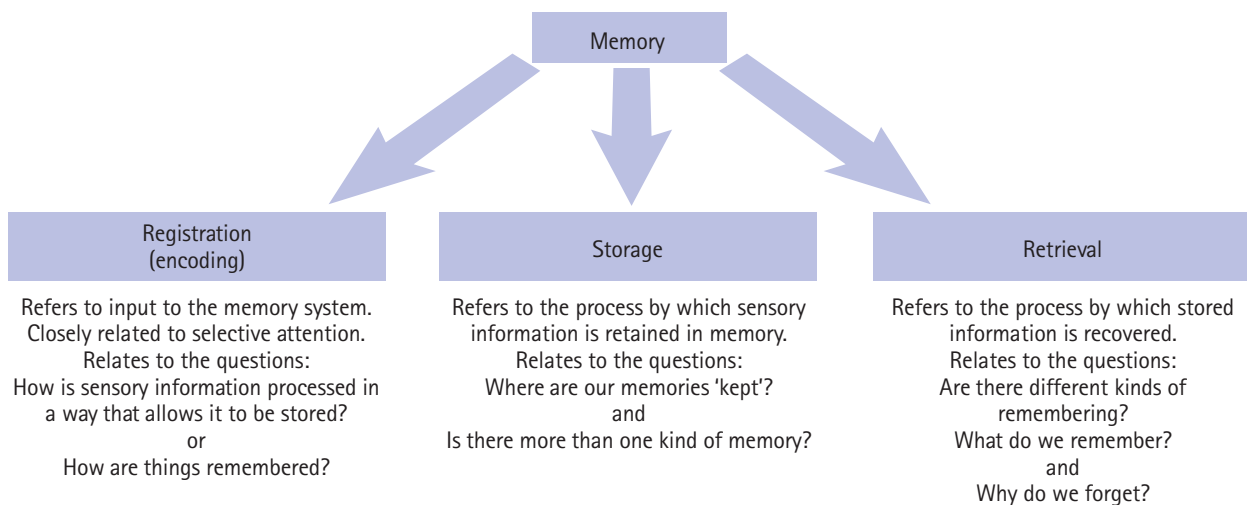 Memory
Registration
(encoding)
Refers to input to the memory system.
Closely related to selective attention.
Relates to the questions:
How is sensory information processed in
a way that allows it to be stored?
or
How are things remembered?
Storage
Refers to the process by which sensory
information is retained in memory.
Relates to the questions:
Where are our memories ‘kept’?
and
Is there more than one kind of memory?
Retrieval
Refers to the process by which stored
information is recovered.
Relates to the questions:
Are there different kinds of
remembering?
What do we remember?
and
Why do we forget?